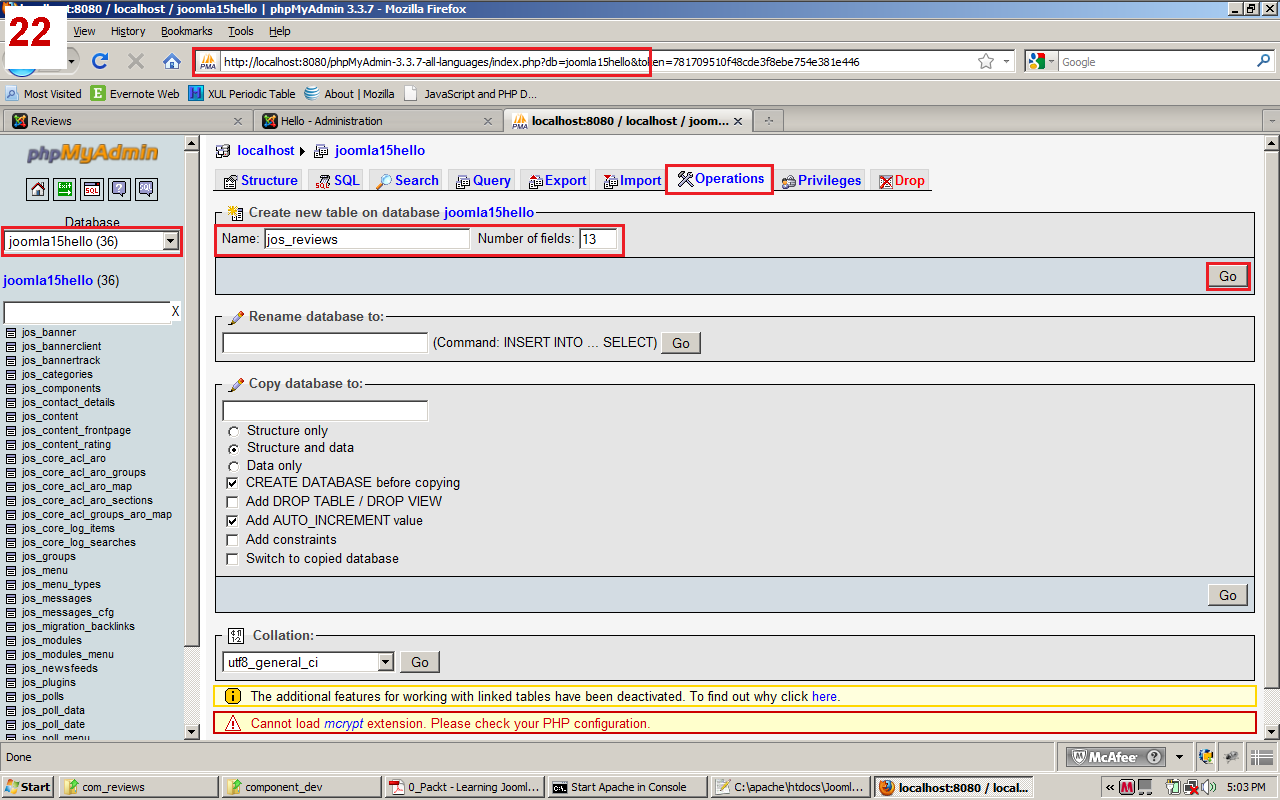 calhost:8080 / localhost / joomla15hello | phpMyAdmin 3.3.7 - Mozilla Firefox
22
View History Bookmarks Tools Help
http://localhost:8080/phpMyAdmin-3.3.7-all-languages/index.php?db=joomla15hello&token=781709510f48cde3f8ebe754e381e446
Google
Most Visited Evernote Web XUL Periodic Table About | Mozilla JavaScript and PHP D...
Reviews Hello - Administration localhost:8080 / localhost / joom...
phpMyAdmin
Exit SQL ? SQL
Database
joomla15hello (36)
joomla15hello (36)
X
jos_banner
jos_bannerclient
jos_bannertrack
jos_categories
jos_components
jos_contact_details
jos_content
jos_content_frontpage
jos_content_rating
jos_core_acl_aro
jos_core_acl_aro_groups
jos_core_acl_aro_map
jos_core_acl_aro_sections
jos_core_acl_groups_aro_map
jos_core_log_items
jos_core_log_searches
jos_groups
jos_menu
jos_menu_types
jos_messages
jos_messages_cfg
jos_migration_backlinks
jos_modules
jos_modules_menu
jos_newsfeeds
jos_plugins
jos_polls
jos_poll_data
jos_poll_date
jos_poll_menu
localhost joomla15hello
Structure SQL Search Query Export Import Operations Privileges Drop
Create new table on database joomla15hello
Name: jos_reviews Number of fields: 13
Go
Rename database to:
(Command: INSERT INTO ... SELECT) Go
Copy database to:
Structure only
Structure and data
Data only
CREATE DATABASE before copying
Add DROP TABLE / DROP VIEW
Add AUTO_INCREMENT value
Add constraints
Switch to copied database
Go
Collation:
utf8_general_ci Go
The additional features for working with linked tables have been deactivated. To find out why click here.
Cannot load mcrypt extension. Please check your PHP configuration.
Done
McAfee
Start com_reviews component_dev 0_Packt - Learning Jooml... Start Apache in Console C:\apache\htdocs\Jooml... localhost:8080 / local... 5:03 PM